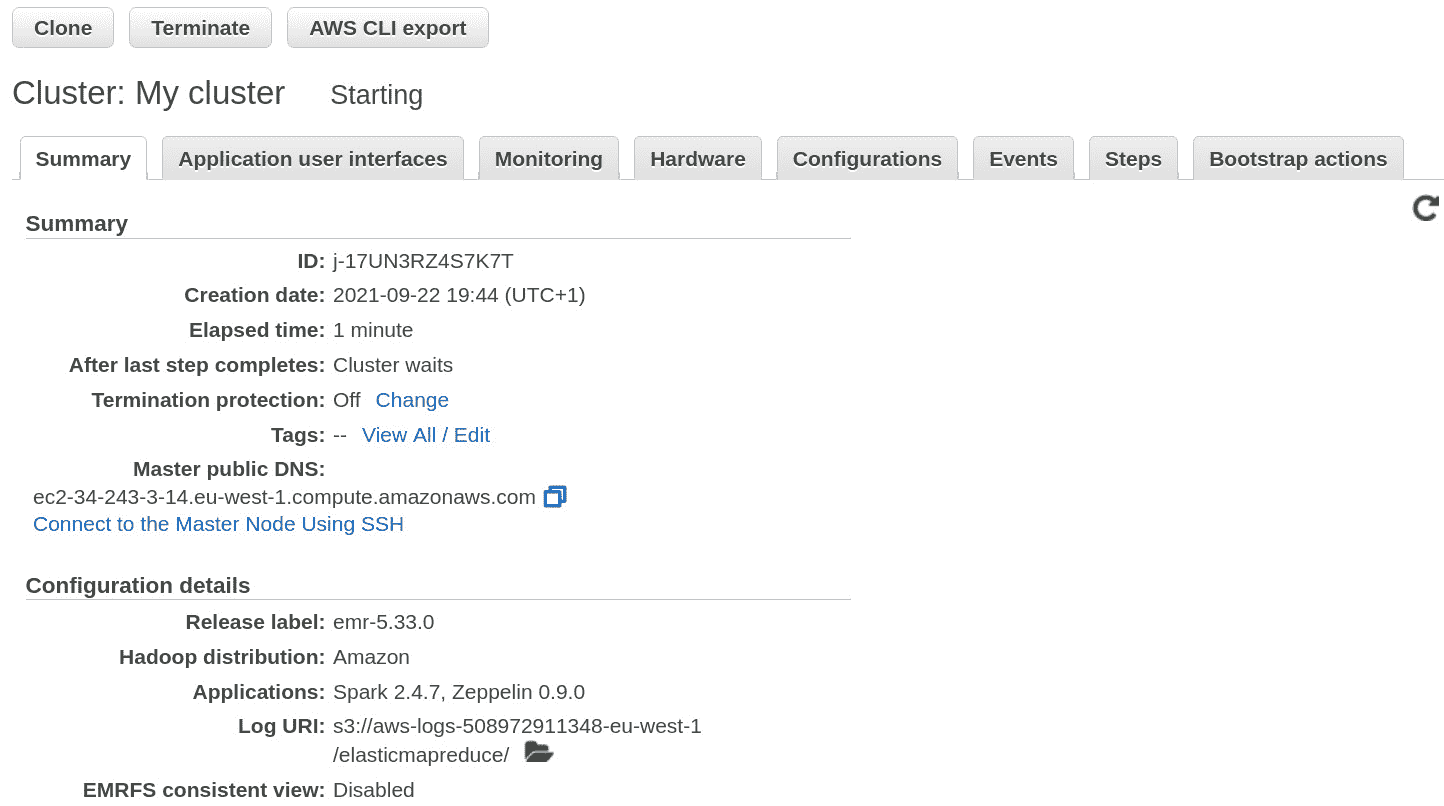 Clone Terminate AWS CLI export
Cluster: My cluster Starting
Summary Application user interfaces Monitoring Hardware Configurations Events Steps Bootstrap actions
Summary
ID: j-17UN3RZ4S7K7T
Creation date: 2021-09-22 19:44 (UTC+1)
Elapsed time: 1 minute
After last step completes: Cluster waits
Termination protection: Off Change
Tags: -- View All / Edit
Master public DNS:
ec2-34-243-3-14.eu-west-1.compute.amazonaws.com
Connect to the Master Node Using SSH
Configuration details
Release label: emr-5.33.0
Hadoop distribution: Amazon
Applications: Spark 2.4.7, Zeppelin 0.9.0
Log URI: s3://aws-logs-508972911348-eu-west-1
/elasticmapreduce/
EMRFS consistent view: Disabled